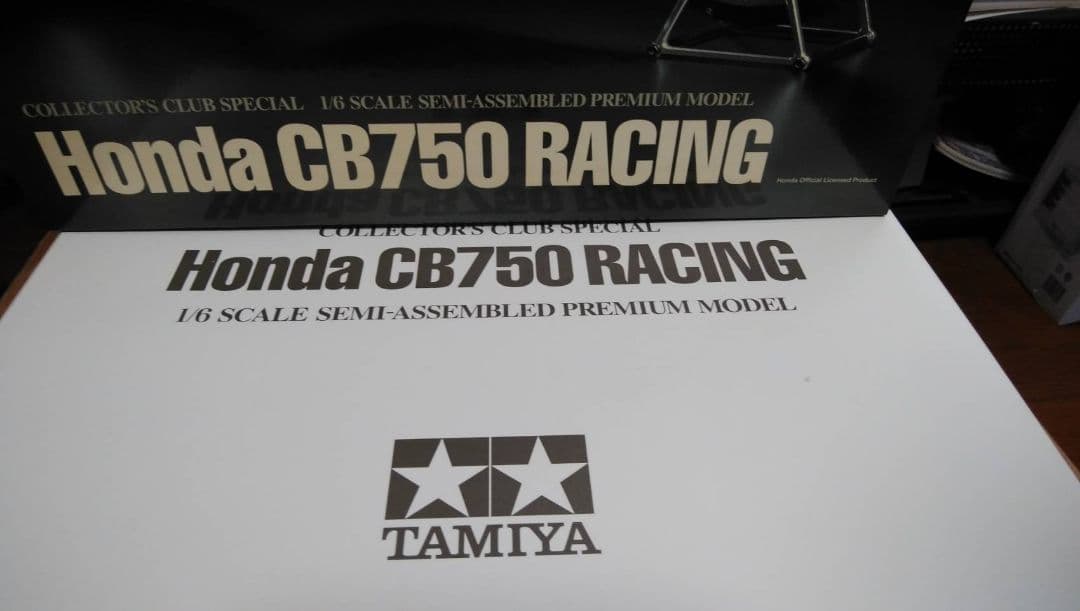 COLLECTOR'S CLUB SPECIAL 1/6 SCALE SEMI-ASSEMBLED PREMIUM MODEL
Honda CB750 RACING
Honda Official Licensed Product
COLLECTOR'S CLUB SPECIAL
Honda CB750 RACING
1/6 SCALE SEMI-ASSEMBLED PREMIUM MODEL
TAMIYA